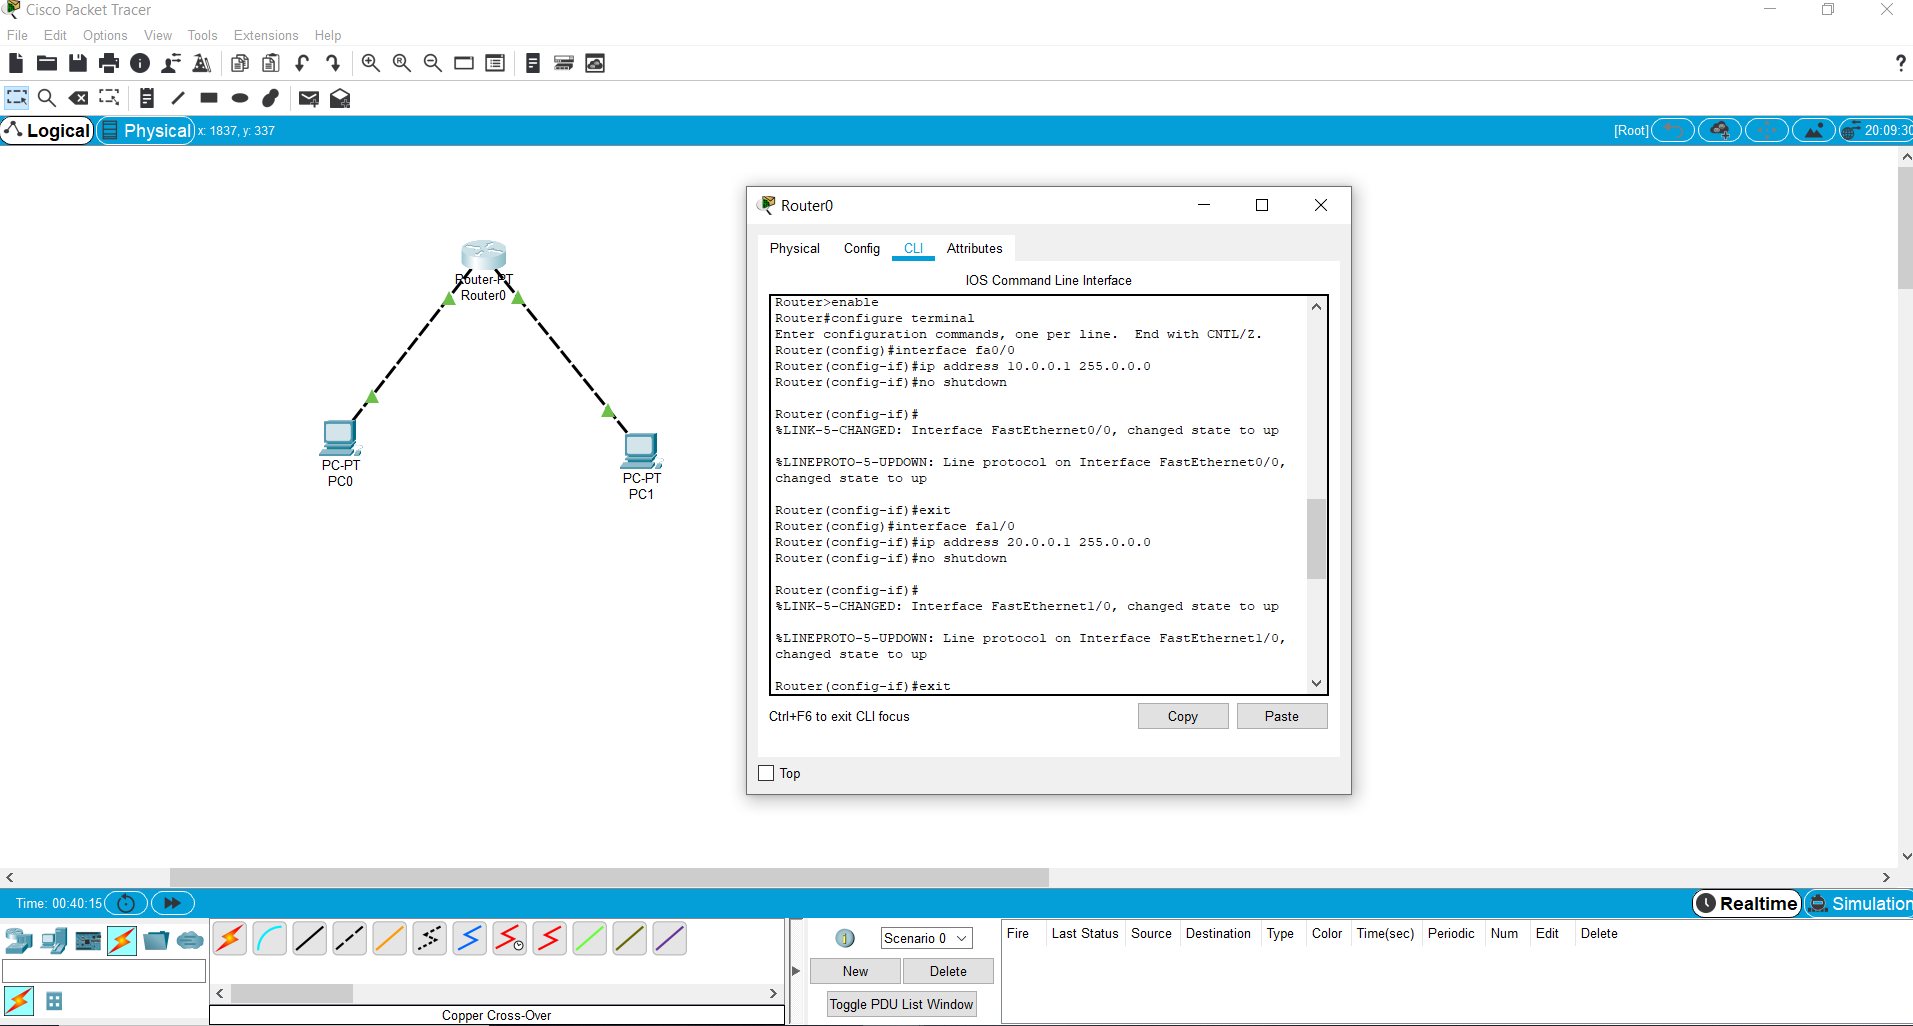 Cisco Packet Tracer
File Edit Options View Tools Extensions Help
?
Logical Physical x: 1837, y: 337 [Root] 20:09:30
Router-PT
Router0
PC-PT
PC0
PC-PT
PC1
Router0
Physical Config CLI Attributes
IOS Command Line Interface
Router>enable
Router#configure terminal
Enter configuration commands, one per line.  End with CNTL/Z.
Router(config)#interface fa0/0
Router(config-if)#ip address 10.0.0.1 255.0.0.0
Router(config-if)#no shutdown
Router(config-if)#
%LINK-5-CHANGED: Interface FastEthernet0/0, changed state to up
%LINEPROTO-5-UPDOWN: Line protocol on Interface FastEthernet0/0,
changed state to up
Router(config-if)#exit
Router(config)#interface fa1/0
Router(config-if)#ip address 20.0.0.1 255.0.0.0
Router(config-if)#no shutdown
Router(config-if)#
%LINK-5-CHANGED: Interface FastEthernet1/0, changed state to up
%LINEPROTO-5-UPDOWN: Line protocol on Interface FastEthernet1/0,
changed state to up
Router(config-if)#exit
Ctrl+F6 to exit CLI focus
Copy Paste
Top
Time: 00:40:15
Realtime Simulation
Scenario 0
New Delete
Toggle PDU List Window
Fire Last Status Source Destination Type Color Time(sec) Periodic Num Edit Delete
Copper Cross-Over